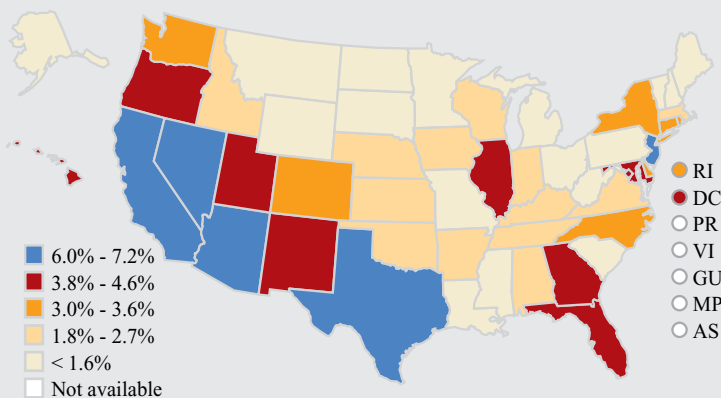 6.0% - 7.2%
3.8% - 4.6%
3.0% - 3.6%
1.8% - 2.7%
< 1.6%
Not available
RI
DC
PR
VI
GU
MP
AS